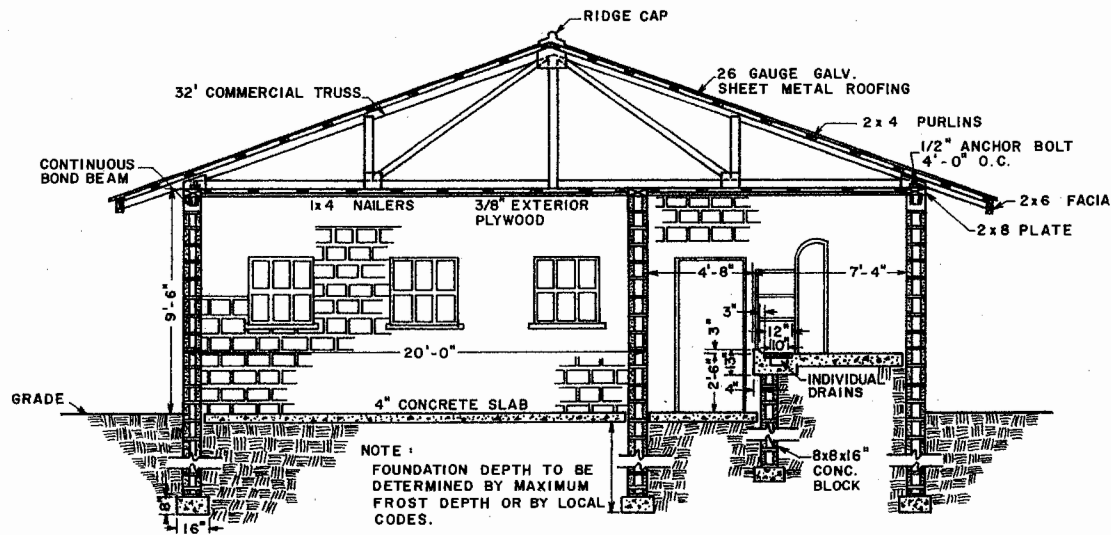 RIDGE CAP
26 GAUGE GALV.
SHEET METAL ROOFING
32' COMMERCIAL TRUSS
2x4 PURLINS
1/2" ANCHOR BOLT
4'-0" O.C.
CONTINUOUS
BOND BEAM
1x4 NAILERS
3/8" EXTERIOR
PLYWOOD
2x6 FACIA
2x8 PLATE
4'-8"
7'-4"
9'-6"
3"
12"
10"
3"
20'-0"
2'-6"
13"
4"
INDIVIDUAL
DRAINS
GRADE
4" CONCRETE SLAB
NOTE :
FOUNDATION DEPTH TO BE
DETERMINED BY MAXIMUM
FROST DEPTH OR BY LOCAL
CODES.
8x8x16"
CONC.
BLOCK
8"
16"